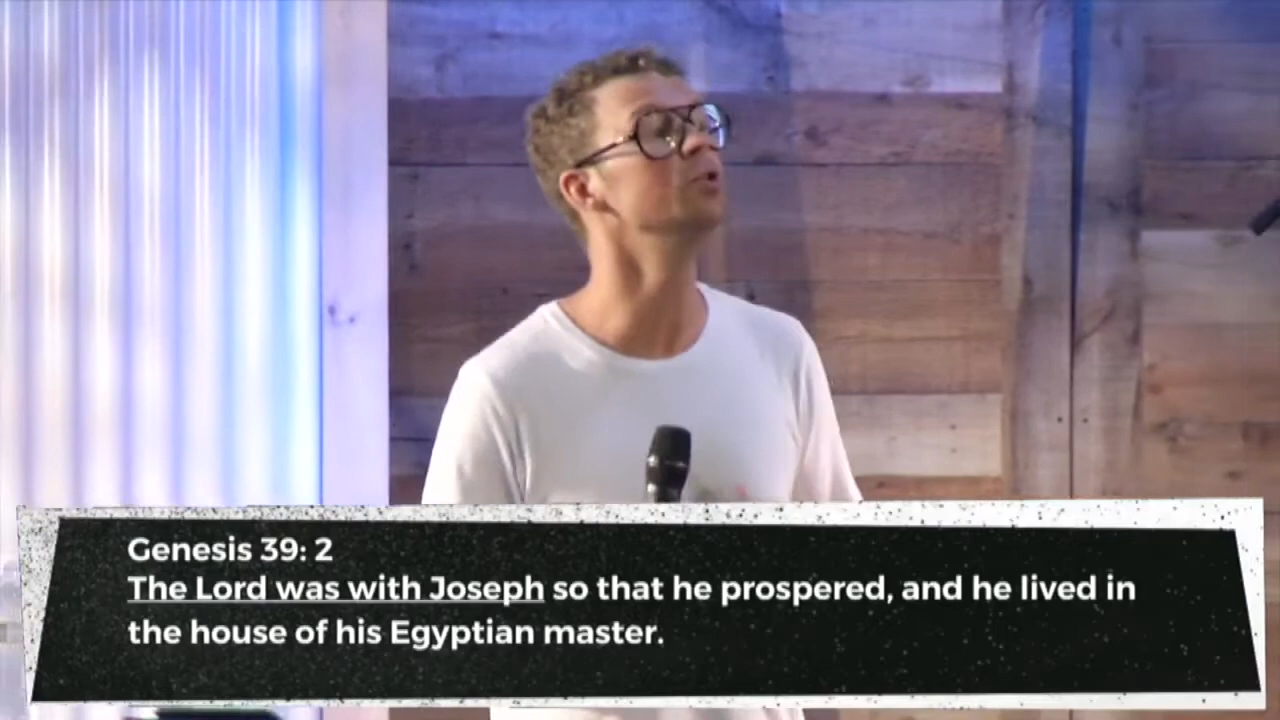 Genesis 39: 2
The Lord was with Joseph so that he prospered, and he lived in
the house of his Egyptian master.